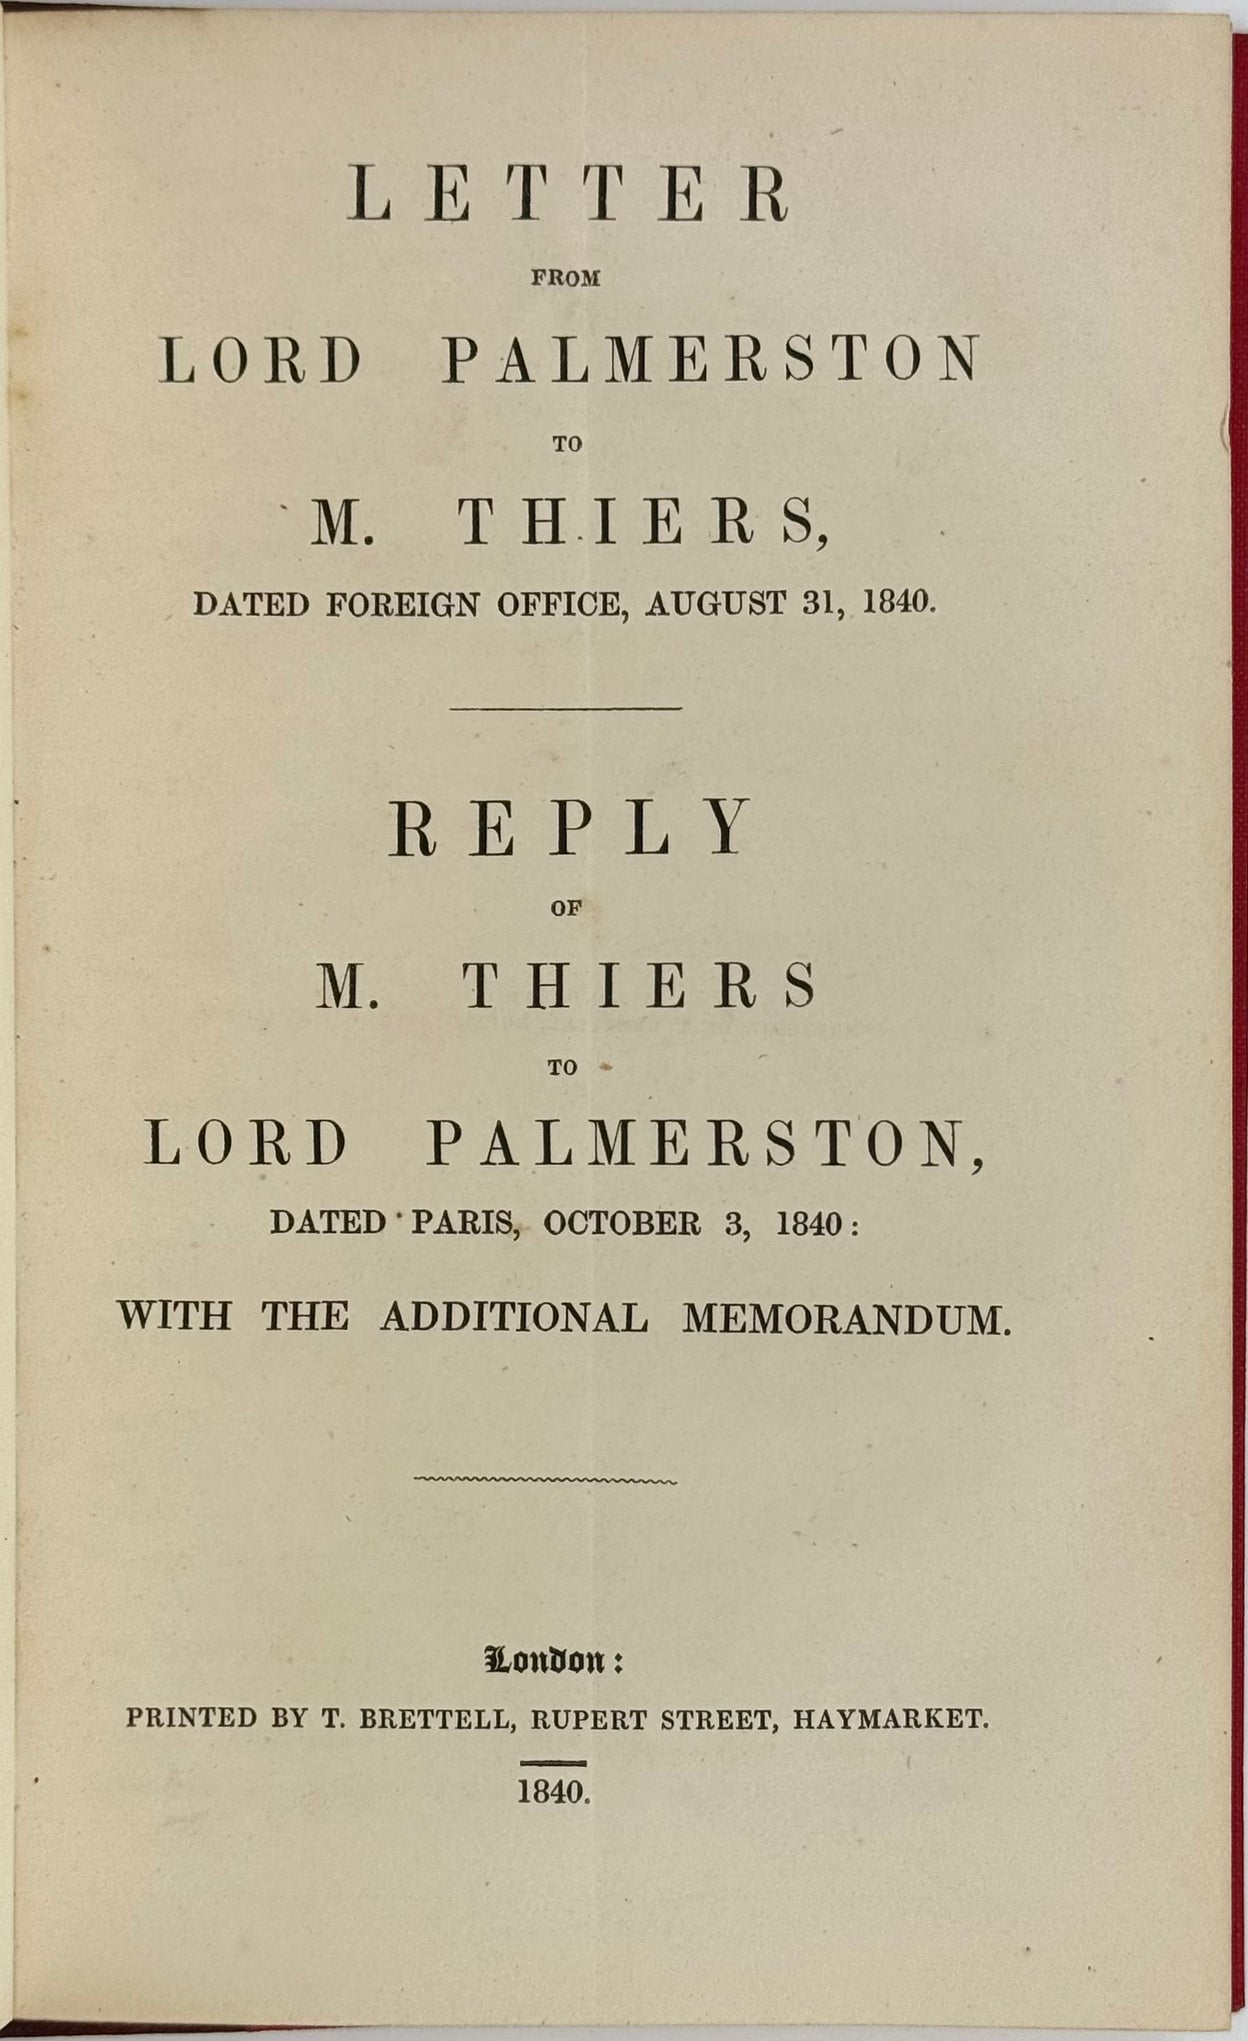 LETTER
FROM
LORD PALMERSTON
TO
M. THIERS,
DATED FOREIGN OFFICE, AUGUST 31, 1840.
REPLY
OF
M. THIERS
TO
LORD PALMERSTON,
DATED PARIS, OCTOBER 3, 1840:
WITH THE ADDITIONAL MEMORANDUM.
London:
PRINTED BY T. BRETTELL, RUPERT STREET, HAYMARKET.
1840.